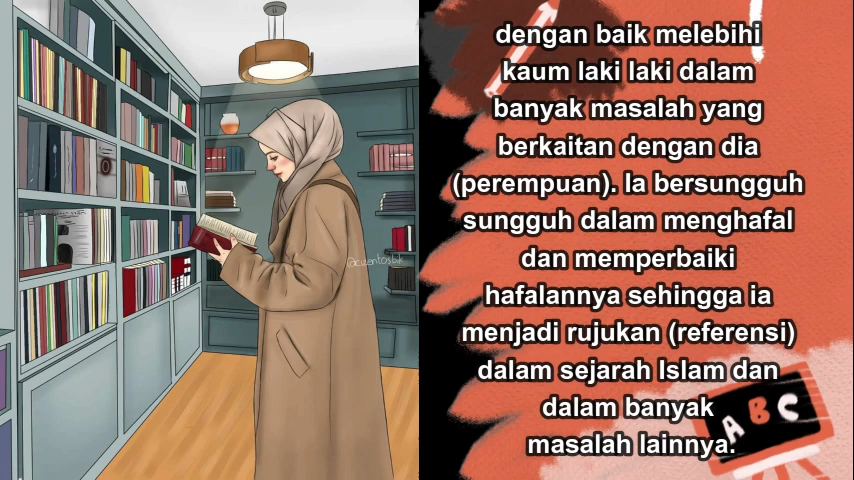 dengan baik melebihi
kaum laki laki dalam
banyak masalah yang
berkaitan dengan dia
(perempuan). Ia bersungguh
sungguh dalam menghafal
dan memperbaiki
hafalannya sehingga ia
menjadi rujukan (referensi)
dalam sejarah Islam dan
dalam banyak
masalah lainnya.
A B C